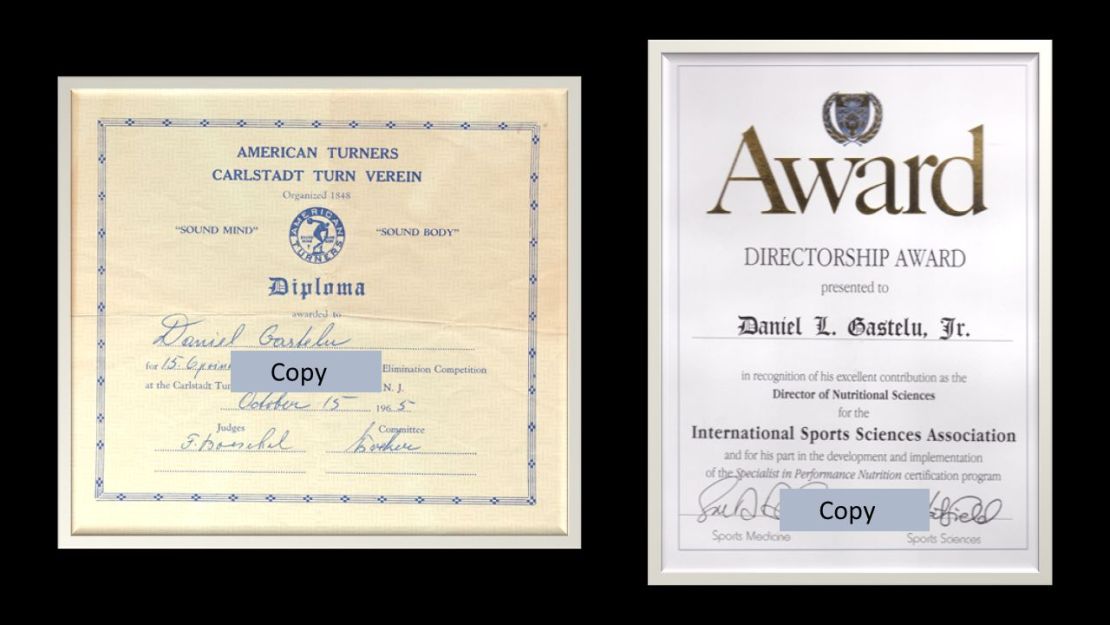 AMERICAN TURNERS
CARLSTADT TURN VEREIN
Organized 1848
"SOUND MIND" "SOUND BODY"
AMERICAN TURNERS
Diploma
awarded to
Daniel Gastelu
for 15. Elimination Competition
Copy
at the Carlstadt Tur N. J.
October 15 1965
Judges Committee
Award
DIRECTORSHIP AWARD
presented to
Daniel L. Gastelu, Jr.
in recognition of his excellent contribution as the
Director of Nutritional Sciences
for the
International Sports Sciences Association
and for his part in the development and implementation
of the Specialist in Performance Nutrition certification program
Copy
Sports Medicine Sports Sciences